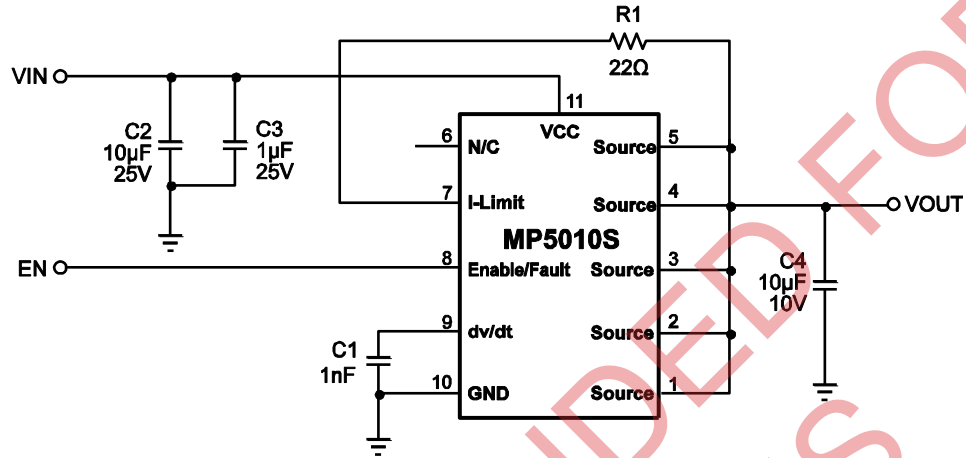 R1
22Ω
VIN
11
VCC
C2
10µF
25V
C3
1µF
25V
6
N/C
Source
5
7
I-Limit
Source
4
VOUT
MP5010S
EN
8
Enable/Fault
Source
3
C4
10µF
10V
9
dv/dt
Source
2
C1
1nF
10
GND
Source
1